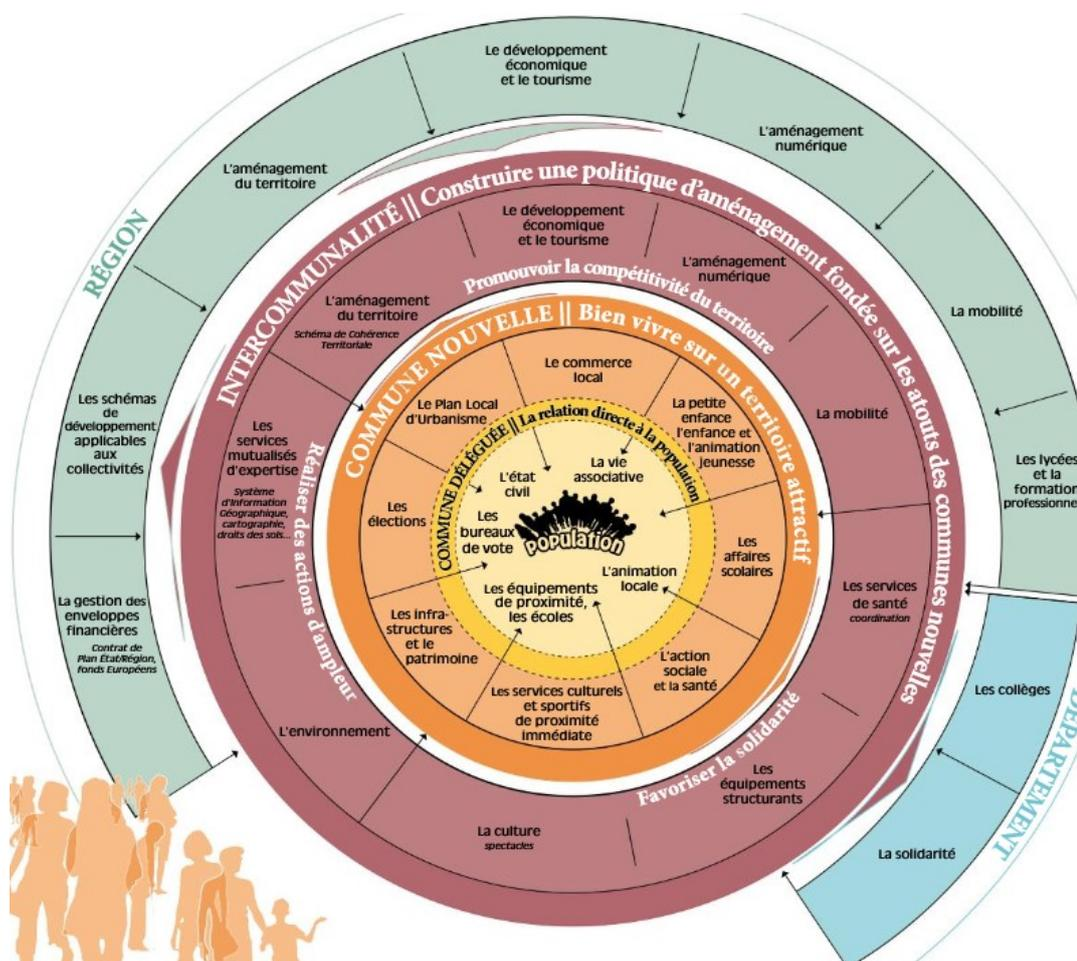 RÉGION
Le développement
économique
et le tourisme
L'aménagement
numérique
L'aménagement
du territoire
La mobilité
Les schémas
de
développement
applicables
aux
collectivités
Les lycées
et la
formation
professionnel
La gestion des
enveloppes
financières
Contrat de
Plan État/Région,
fonds Européens
INTERCOMMUNALITÉ || Construire une politique d'aménagement fondée sur les atouts des communes nouvelles
Le développement
économique
et le tourisme
L'aménagement
numérique
Promouvoir la compétitivité du territoire
L'aménagement
du territoire
Schéma de Cohérence
Territoriale
La mobilité
Les
services
mutualisés
d'expertise
Système
d'Information
Géographique,
cartographie,
droits des sols...
Réaliser des actions d'ampleur
Les services
de santé
coordination
L'environnement
Favoriser la solidarité
Les
équipements
structurants
La culture
spectacles
COMMUNE NOUVELLE || Bien vivre sur un territoire attractif
Le commerce
local
Le Plan Local
d'Urbanisme
La petite
enfance
l'enfance et
l'animation
jeunesse
Les
élections
Les
affaires
scolaires
Les infra-
structures
et le
patrimoine
L'action
sociale
et la santé
Les services culturels
et sportifs
de proximité
immédiate
COMMUNE DÉLÉGUÉE || La relation directe à la population
L'état
civil
La vie
associative
Les
bureaux
de vote
POPULATION
L'animation
locale
Les équipements
de proximité,
les écoles
DÉPARTEMENT
Les collèges
La solidarité